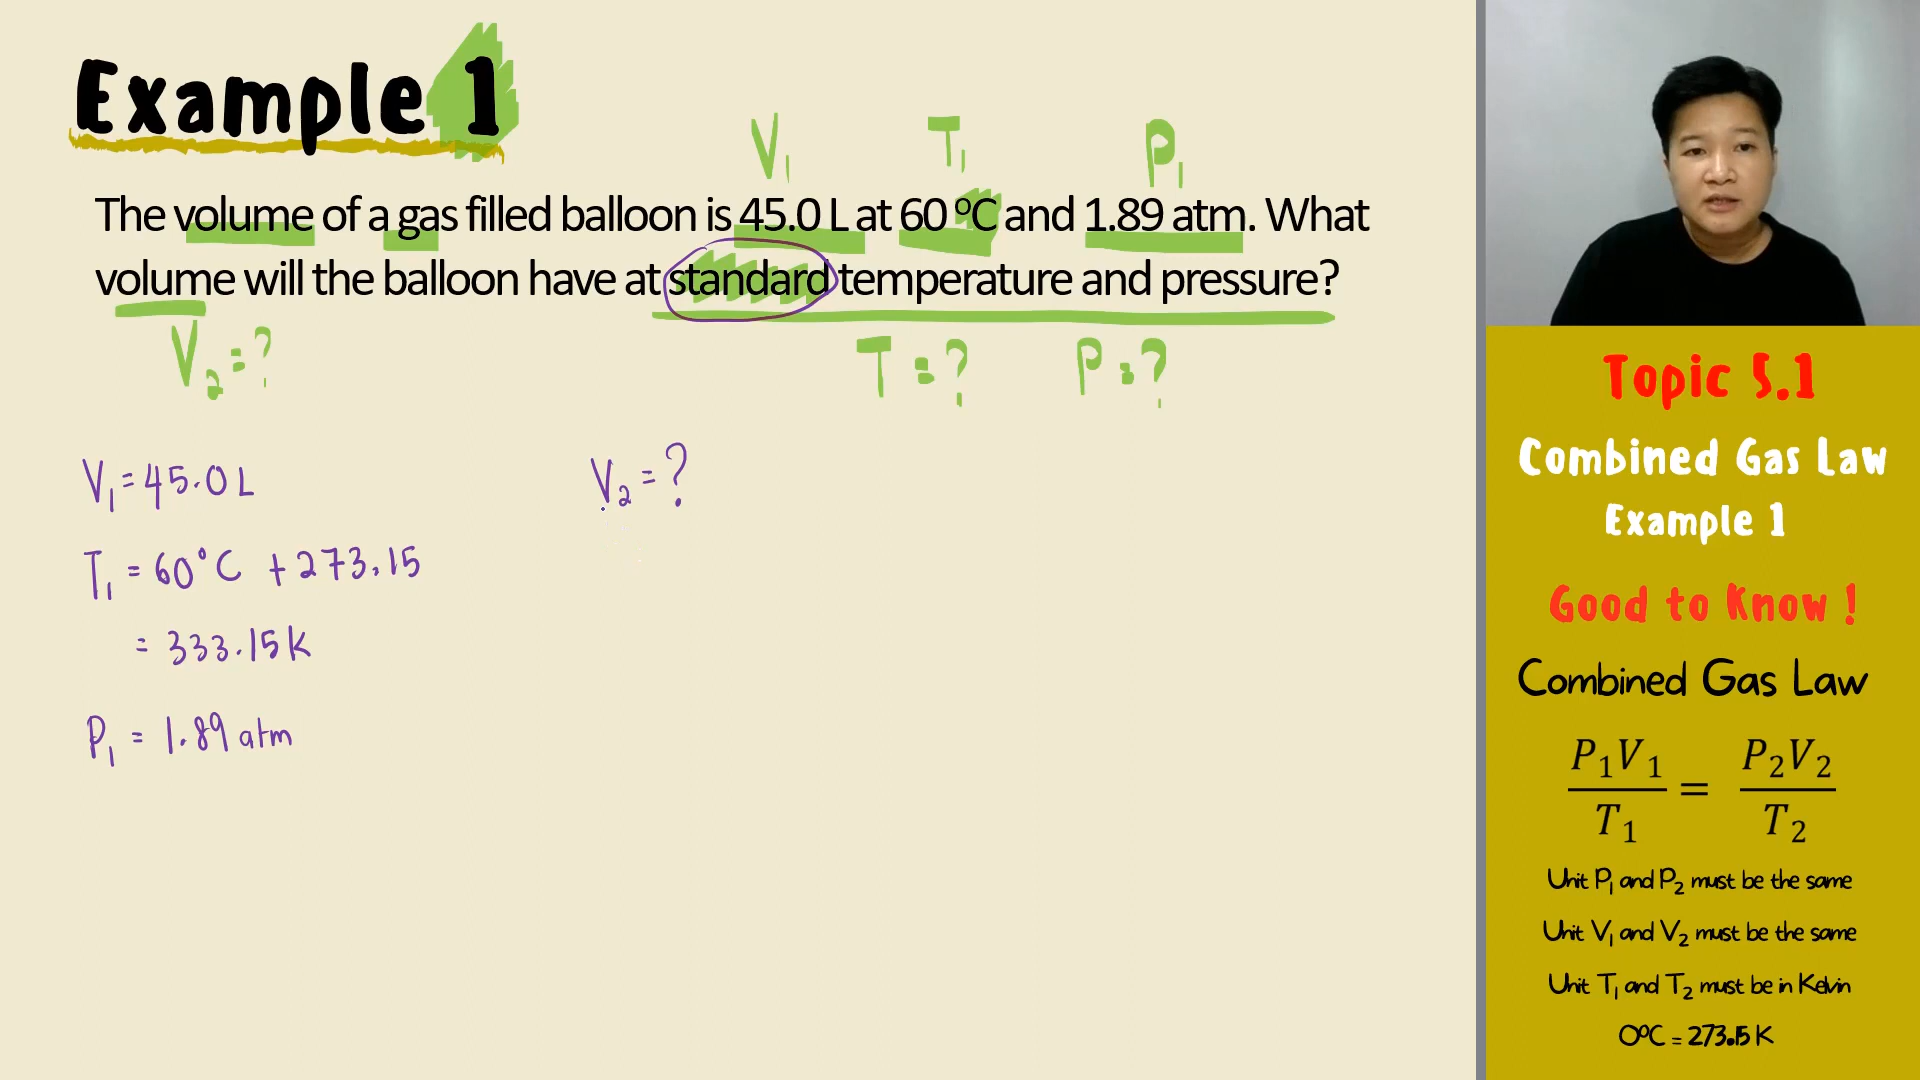 Example 1
V₁ T₁ P₁
The volume of a gas filled balloon is 45.0 L at 60 ºC and 1.89 atm. What
volume will the balloon have at standard temperature and pressure?
V₂ = ? T = ? P = ?
V₁ = 45.0 L
T₁ = 60°C + 273.15
= 333.15 K
P₁ = 1.89 atm
V₂ = ?
Topic 5.1
Combined Gas Law
Example 1
Good to Know !
Combined Gas Law
P₁V₁ / T₁ = P₂V₂ / T₂
Unit P₁ and P₂ must be the same
Unit V₁ and V₂ must be the same
Unit T₁ and T₂ must be in Kelvin
0ºC = 273.15 K